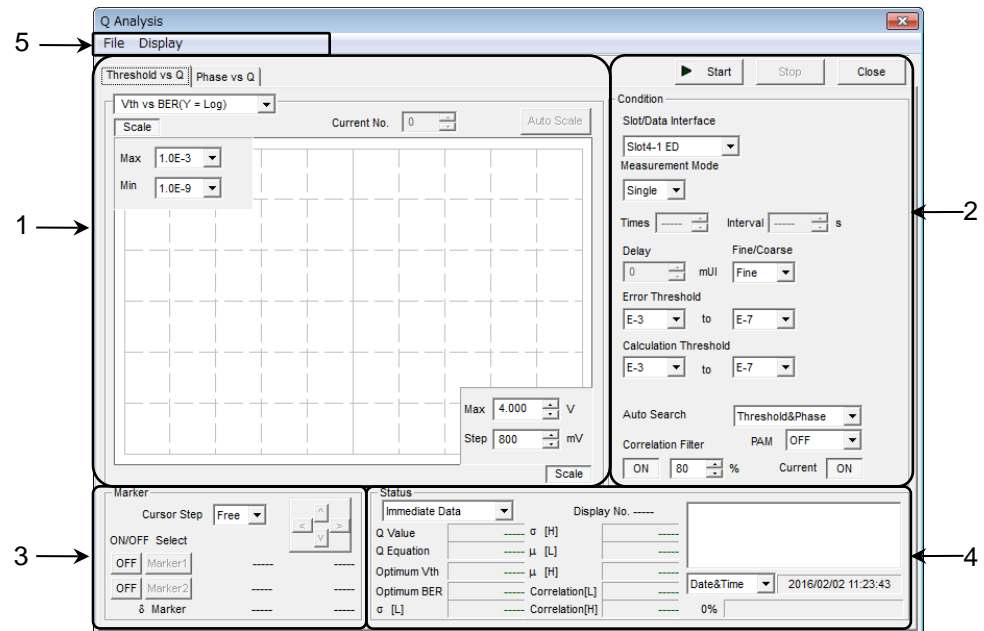 Q Analysis
5
File Display
Threshold vs Q Phase vs Q
Start Stop Close
Vth vs BER(Y = Log)
Scale
Current No. 0 Auto Scale
Max 1.0E-3
Min 1.0E-9
1
Max 4.000 V
Step 800 mV
Scale
Condition
Slot/Data Interface
Slot4-1 ED
Measurement Mode
Single
2
Times ----- Interval ----- s
Delay Fine/Coarse
0 mUI Fine
Error Threshold
E-3 to E-7
Calculation Threshold
E-3 to E-7
Auto Search Threshold&Phase
Correlation Filter PAM OFF
ON 80 % Current ON
Marker
Cursor Step Free
^
< >
v
ON/OFF Select
3
OFF Marker1 ----- -----
OFF Marker2 ----- -----
δ Marker ----- -----
Status
Immediate Data Display No. -----
Q Value ----- σ [H] -----
Q Equation ----- μ [L] -----
Optimum Vth ----- μ [H] -----
Optimum BER ----- Correlation[L] -----
σ [L] ----- Correlation[H] -----
4
Date&Time 2016/02/02 11:23:43
0%